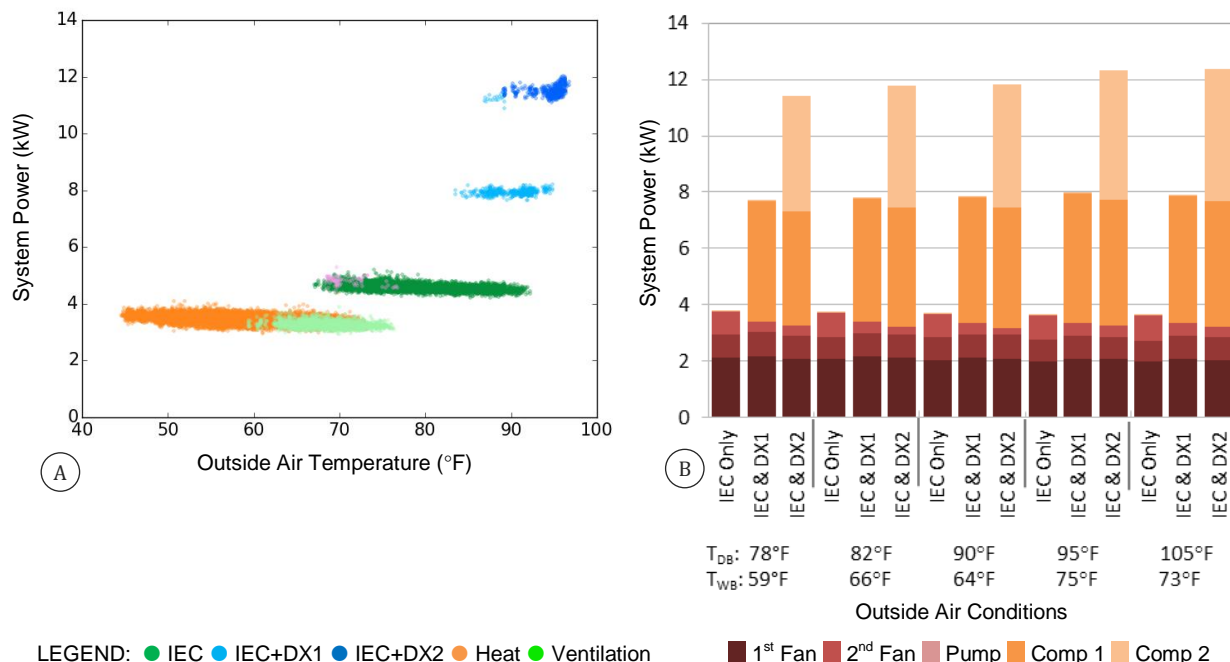 14
12
10
8
6
4
2
0
System Power (kW)
40 50 60 70 80 90 100
Outside Air Temperature (°F)
A
LEGEND: IEC IEC+DX1 IEC+DX2 Heat Ventilation
14
12
10
8
6
4
2
0
System Power (kW)
IEC Only
IEC & DX1
IEC & DX2
IEC Only
IEC & DX1
IEC & DX2
IEC Only
IEC & DX1
IEC & DX2
IEC Only
IEC & DX1
IEC & DX2
IEC Only
IEC & DX1
IEC & DX2
B
TDB: 78°F 82°F 90°F 95°F 105°F
TWB: 59°F 66°F 64°F 75°F 73°F
Outside Air Conditions
1st Fan 2nd Fan Pump Comp 1 Comp 2